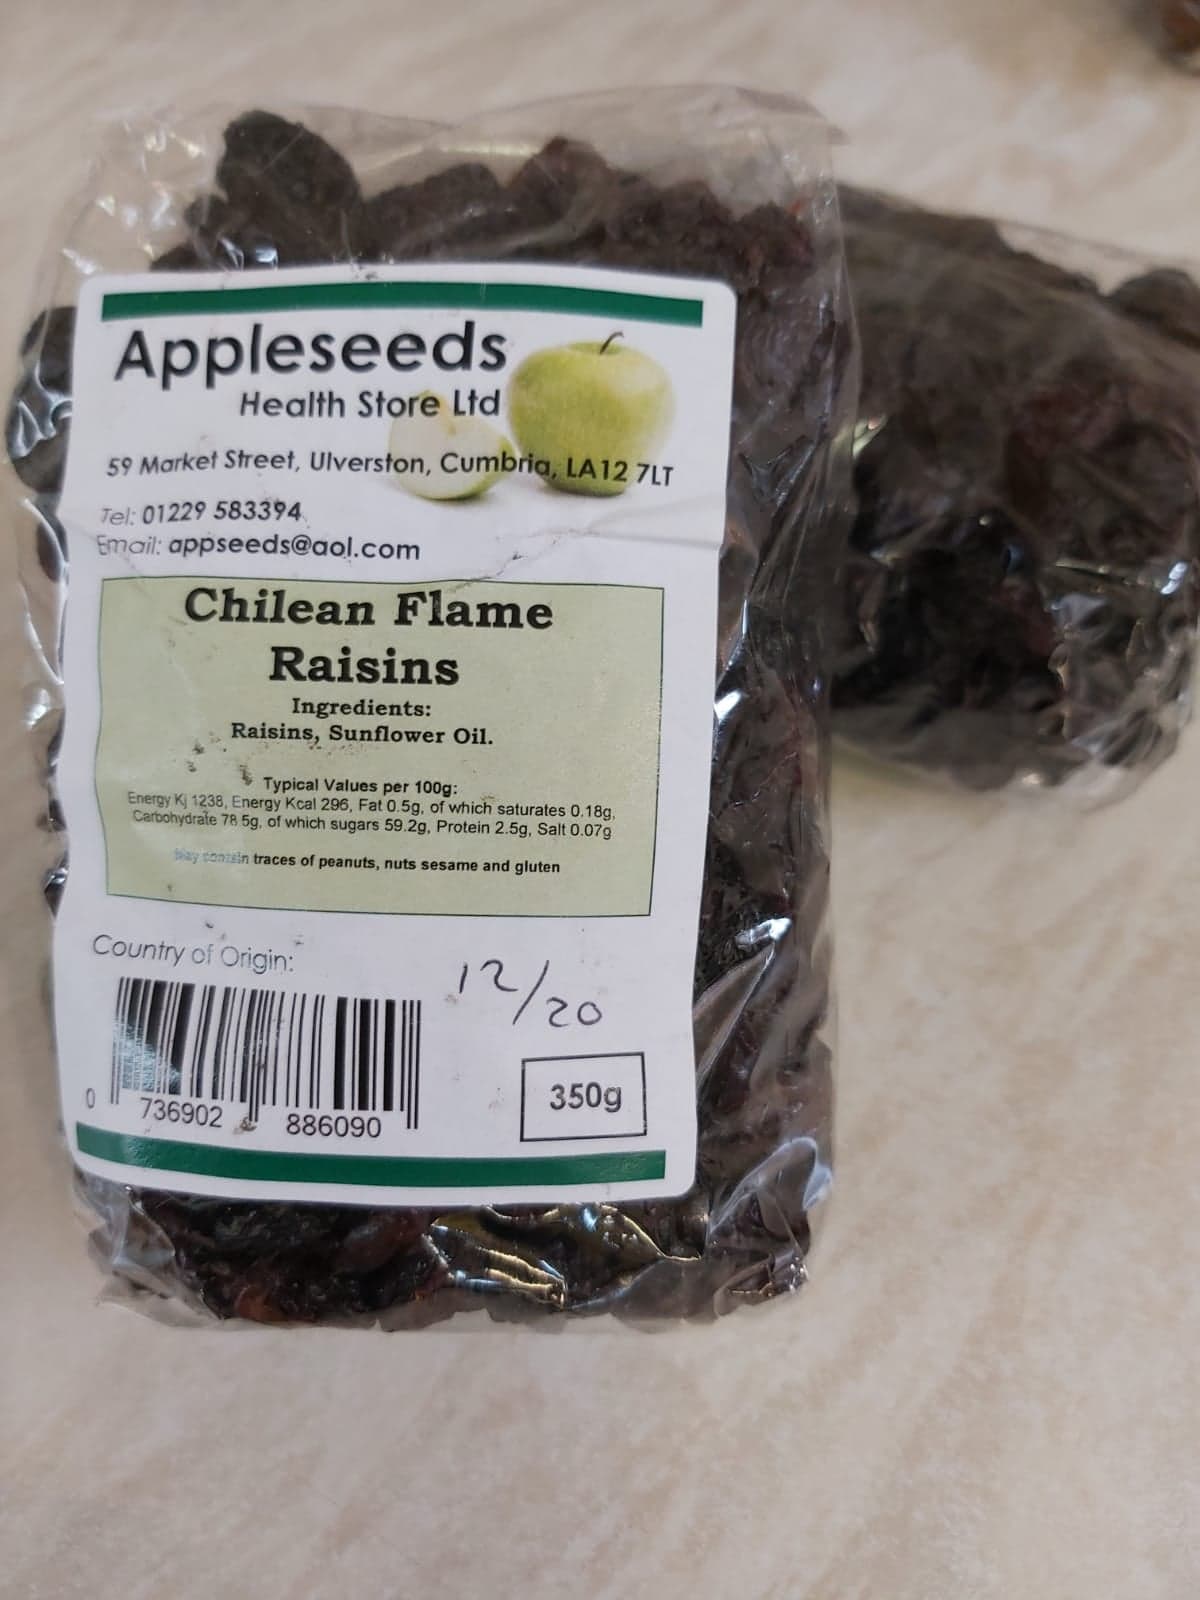 Appleseeds
Health Store Ltd
59 Market Street, Ulverston, Cumbria, LA12 7LT
Tel: 01229 583394
Email: appseeds@aol.com
Chilean Flame
Raisins
Ingredients:
Raisins, Sunflower Oil.
Typical Values per 100g:
Energy Kj 1238, Energy Kcal 296, Fat 0.5g, of which saturates 0.18g,
Carbohydrate 78 5g, of which sugars 59.2g, Protein 2.5g, Salt 0.07g
May contain traces of peanuts, nuts sesame and gluten
Country of Origin:
12/20
0 736902 886090
350g